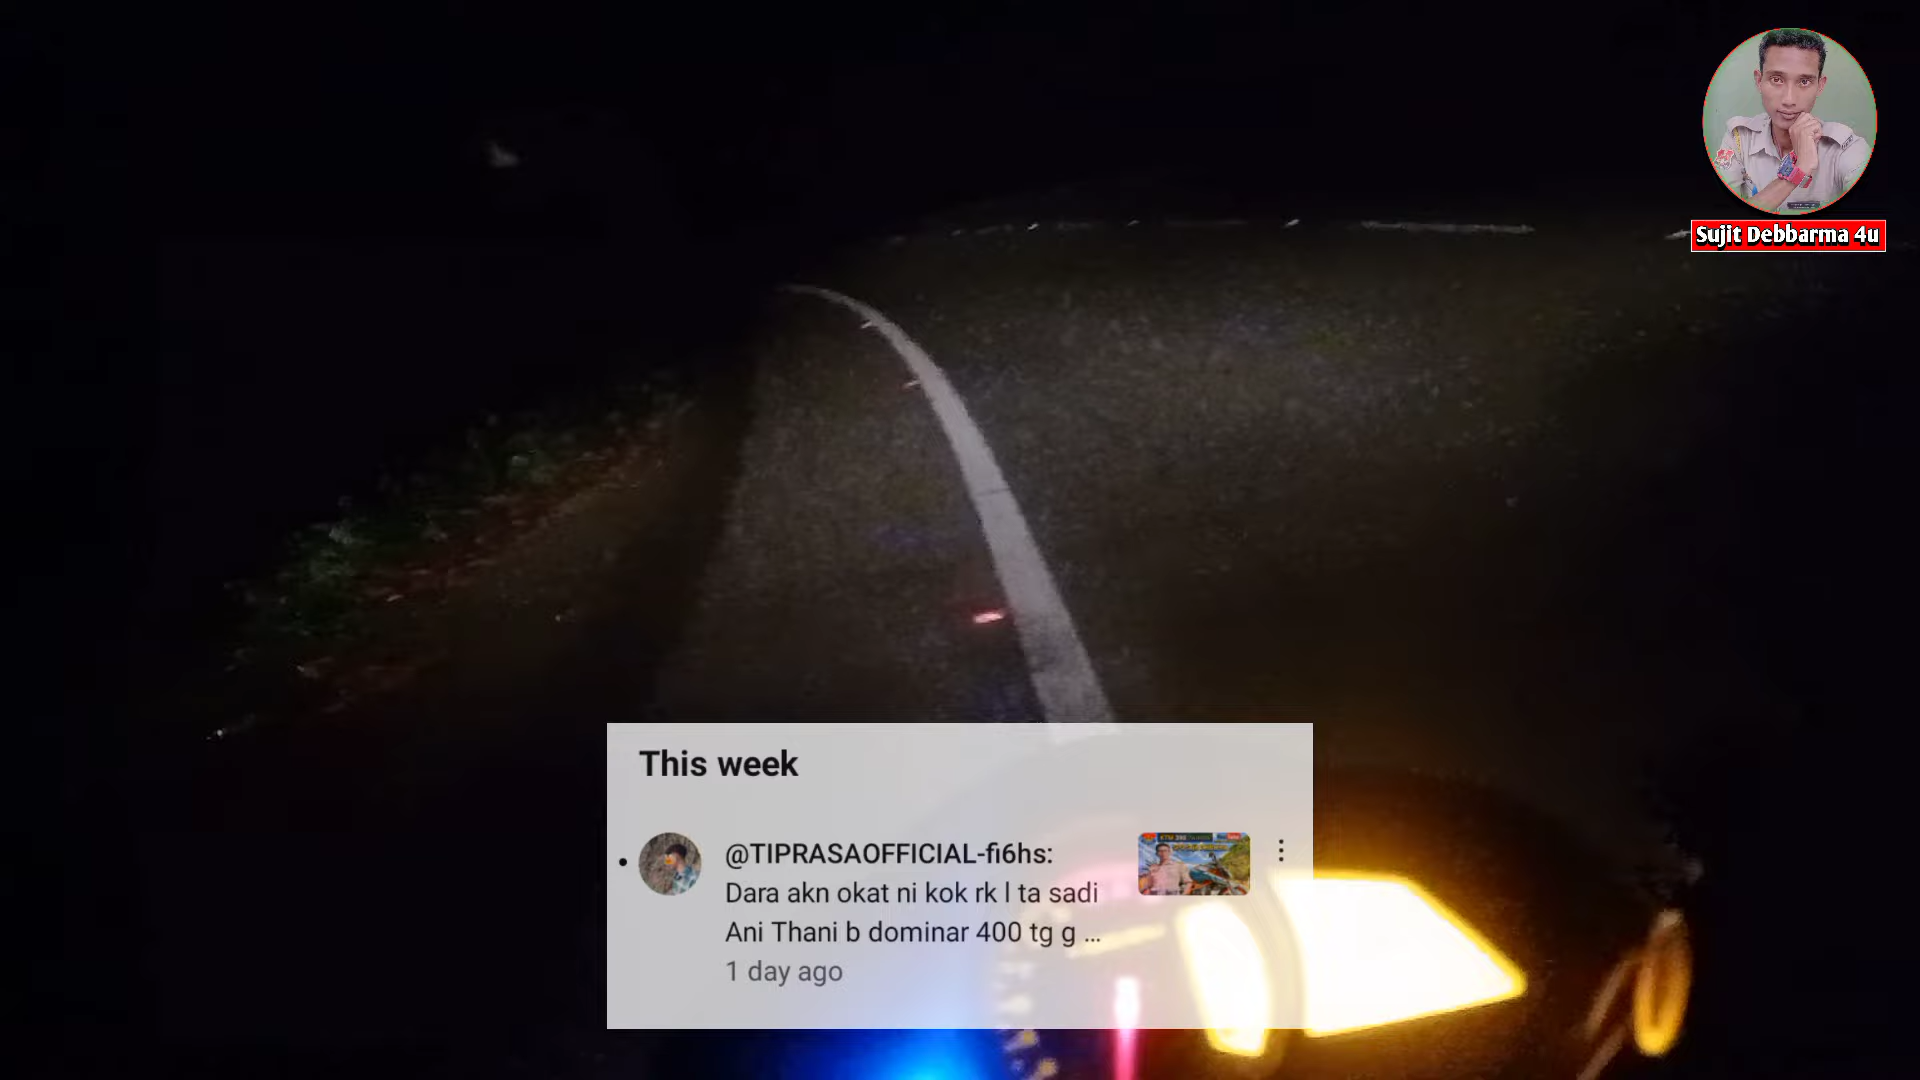 Sujit Debbarma 4u
This week
@TIPRASAOFFICIAL-fi6hs:
Dara akn okat ni kok rk l ta sadi
Ani Thani b dominar 400 tg g ...
1 day ago